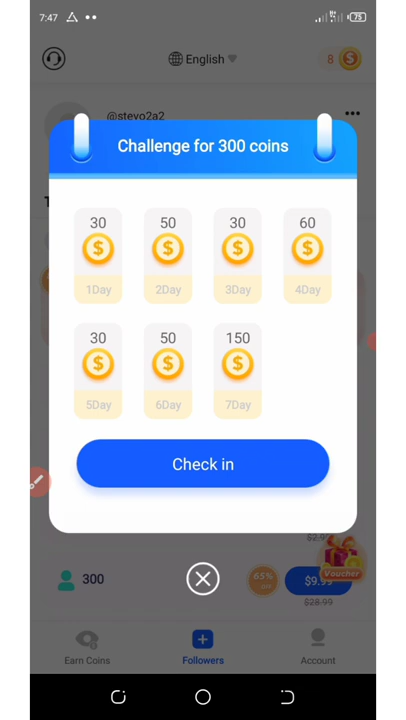 7:47
75
English
8
@stevo2a2
Challenge for 300 coins
30
50
30
60
1Day
2Day
3Day
4Day
30
50
150
5Day
6Day
7Day
Check in
Voucher
300
65%
$9.99
$28.99
Earn Coins
Followers
Account